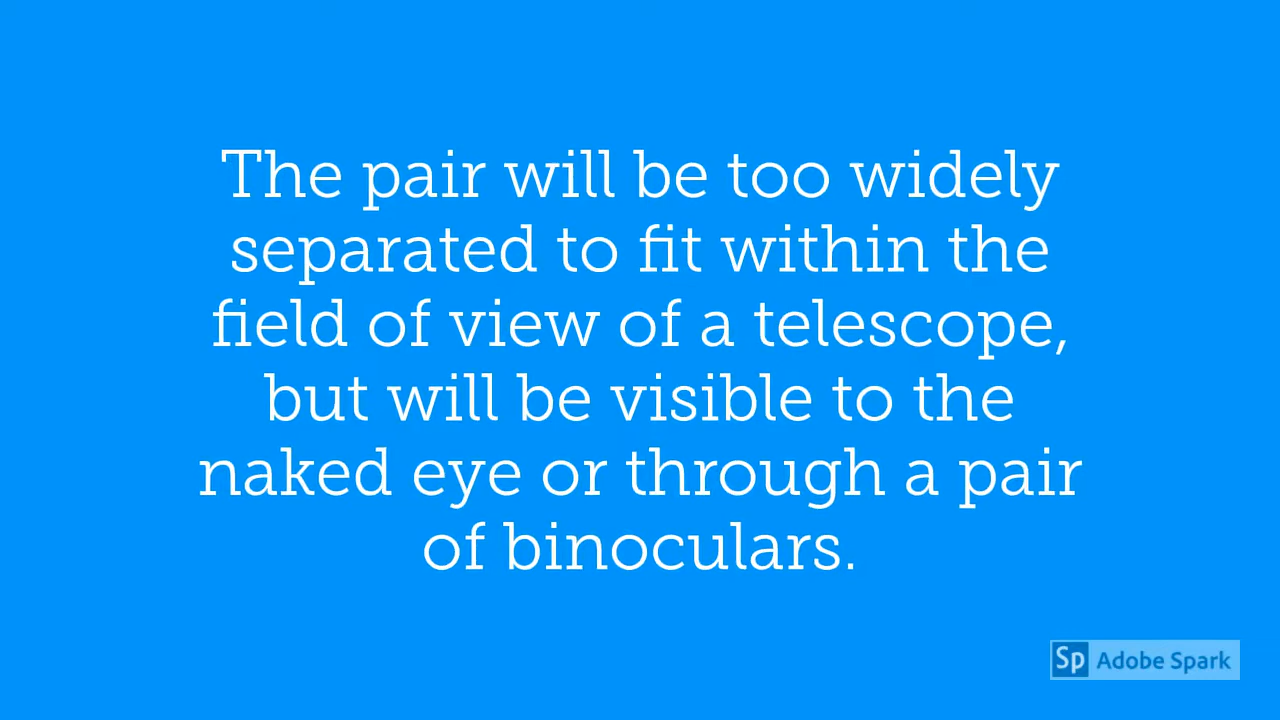 The pair will be too widely
separated to fit within the
field of view of a telescope,
but will be visible to the
naked eye or through a pair
of binoculars.
Sp Adobe Spark